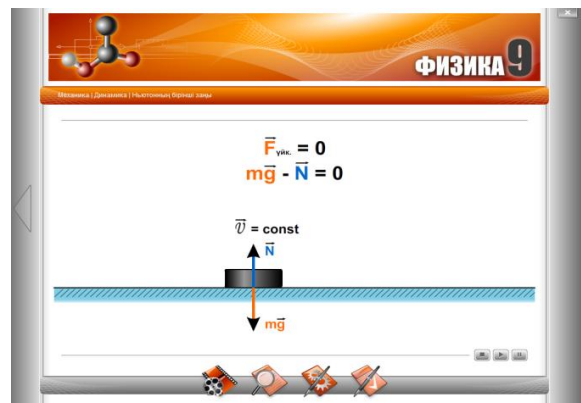 ФИЗИКА 9
Механика | Динамика | Ньютонның бірінші заңы
F⃗үйк. = 0
mg⃗ - N⃗ = 0
v⃗ = const
N⃗
mg⃗